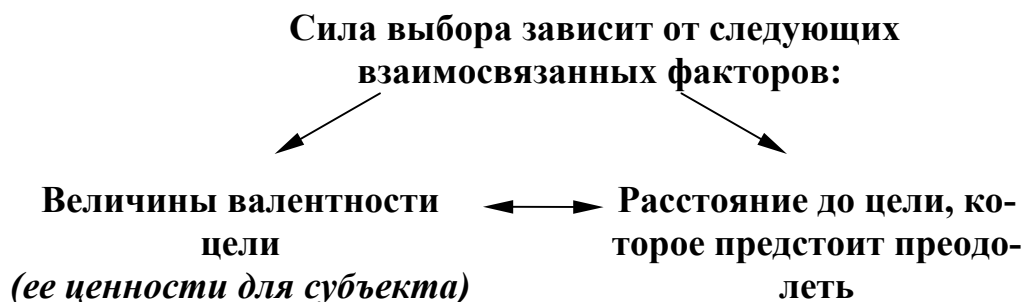 Сила выбора зависит от следующих
взаимосвязанных факторов:
Величины валентности
цели
(ее ценности для субъекта)
Расстояние до цели, ко-
торое предстоит преодо-
леть